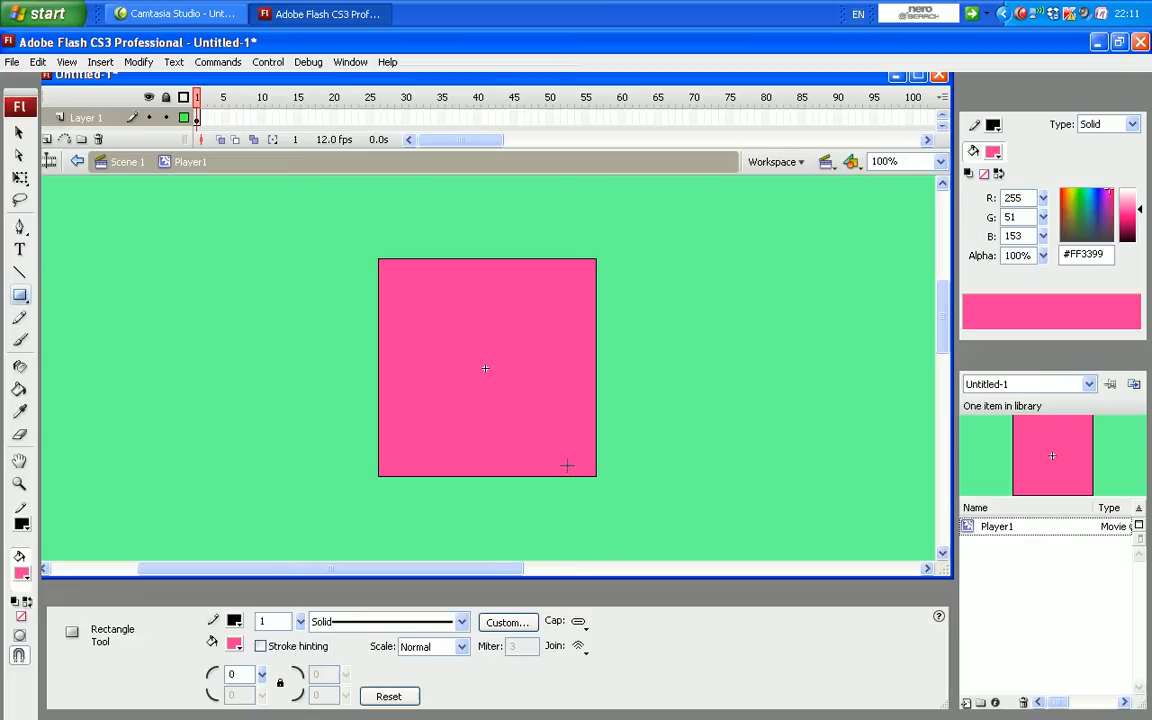 start
Camtasia Studio - Unt...
Adobe Flash CS3 Prof...
EN
nero
SEARCH
22:11
Adobe Flash CS3 Professional - Untitled-1*
File Edit View Insert Modify Text Commands Control Debug Window Help
Untitled-1*
Fl
1 5 10 15 20 25 30 35 40 45 50 55 60 65 70 75 80 85 90 95 100
Layer 1
1 12.0 fps 0.0s
Scene 1 Player1 Workspace 100%
Type: Solid
R: 255
G: 51
B: 153
Alpha: 100% #FF3399
Untitled-1
One item in library
Name Type
Player1 Movie
Rectangle
Tool
1 Solid Custom... Cap:
Stroke hinting Scale: Normal Miter: 3 Join:
0 0
0 0 Reset